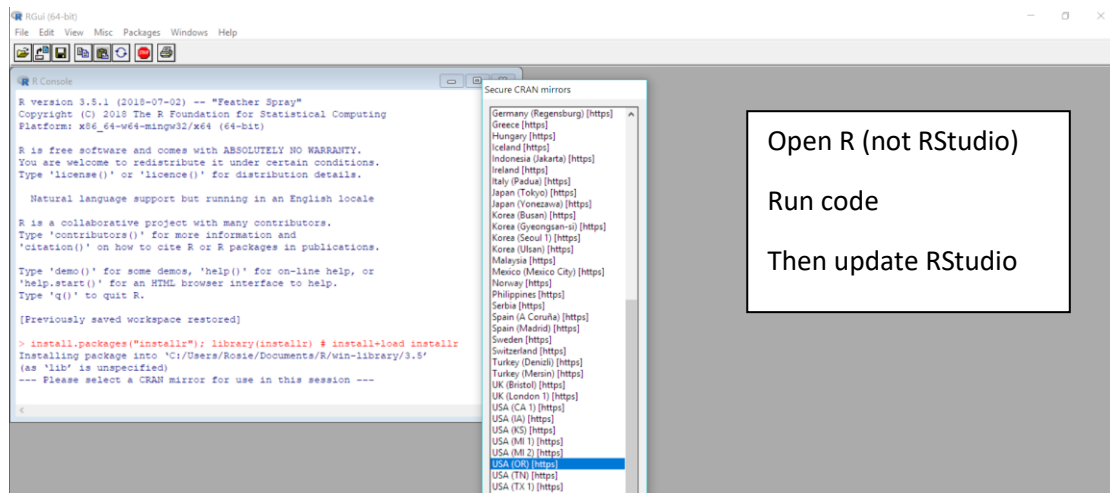 RGui (64-bit)
File Edit View Misc Packages Windows Help
R Console
R version 3.5.1 (2018-07-02) -- "Feather Spray"
Copyright (C) 2018 The R Foundation for Statistical Computing
Platform: x86_64-w64-mingw32/x64 (64-bit)
R is free software and comes with ABSOLUTELY NO WARRANTY.
You are welcome to redistribute it under certain conditions.
Type 'license()' or 'licence()' for distribution details.
Natural language support but running in an English locale
R is a collaborative project with many contributors.
Type 'contributors()' for more information and
'citation()' on how to cite R or R packages in publications.
Type 'demo()' for some demos, 'help()' for on-line help, or
'help.start()' for an HTML browser interface to help.
Type 'q()' to quit R.
[Previously saved workspace restored]
> install.packages("installr"); library(installr) # install+load installr
Installing package into ‘C:/Users/Rosie/Documents/R/win-library/3.5’
(as ‘lib’ is unspecified)
--- Please select a CRAN mirror for use in this session ---
Secure CRAN mirrors
Germany (Regensburg) [https]
Greece [https]
Hungary [https]
Iceland [https]
Indonesia (Jakarta) [https]
Ireland [https]
Italy (Padua) [https]
Japan (Tokyo) [https]
Japan (Yonezawa) [https]
Korea (Busan) [https]
Korea (Gyeongsan-si) [https]
Korea (Seoul 1) [https]
Korea (Ulsan) [https]
Malaysia [https]
Mexico (Mexico City) [https]
Norway [https]
Philippines [https]
Serbia [https]
Spain (A Coruña) [https]
Spain (Madrid) [https]
Sweden [https]
Switzerland [https]
Turkey (Denizli) [https]
Turkey (Mersin) [https]
UK (Bristol) [https]
UK (London 1) [https]
USA (CA 1) [https]
USA (IA) [https]
USA (KS) [https]
USA (MI 1) [https]
USA (MI 2) [https]
USA (OR) [https]
USA (TN) [https]
USA (TX 1) [https]
Open R (not RStudio)
Run code
Then update RStudio